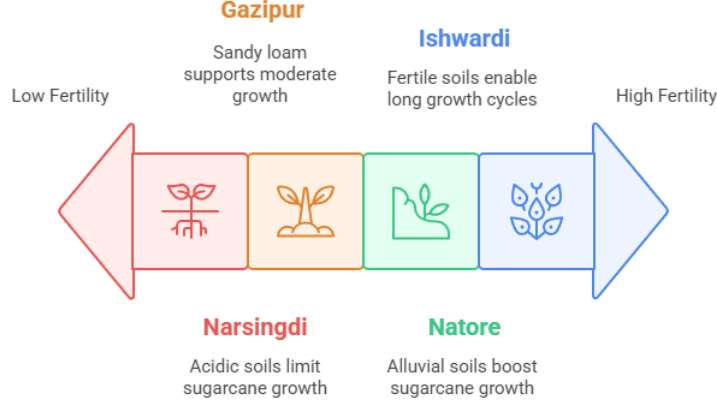 Gazipur
Sandy loam
supports moderate
growth
Ishwardi
Fertile soils enable
long growth cycles
Low Fertility
High Fertility
Narsingdi
Acidic soils limit
sugarcane growth
Natore
Alluvial soils boost
sugarcane growth